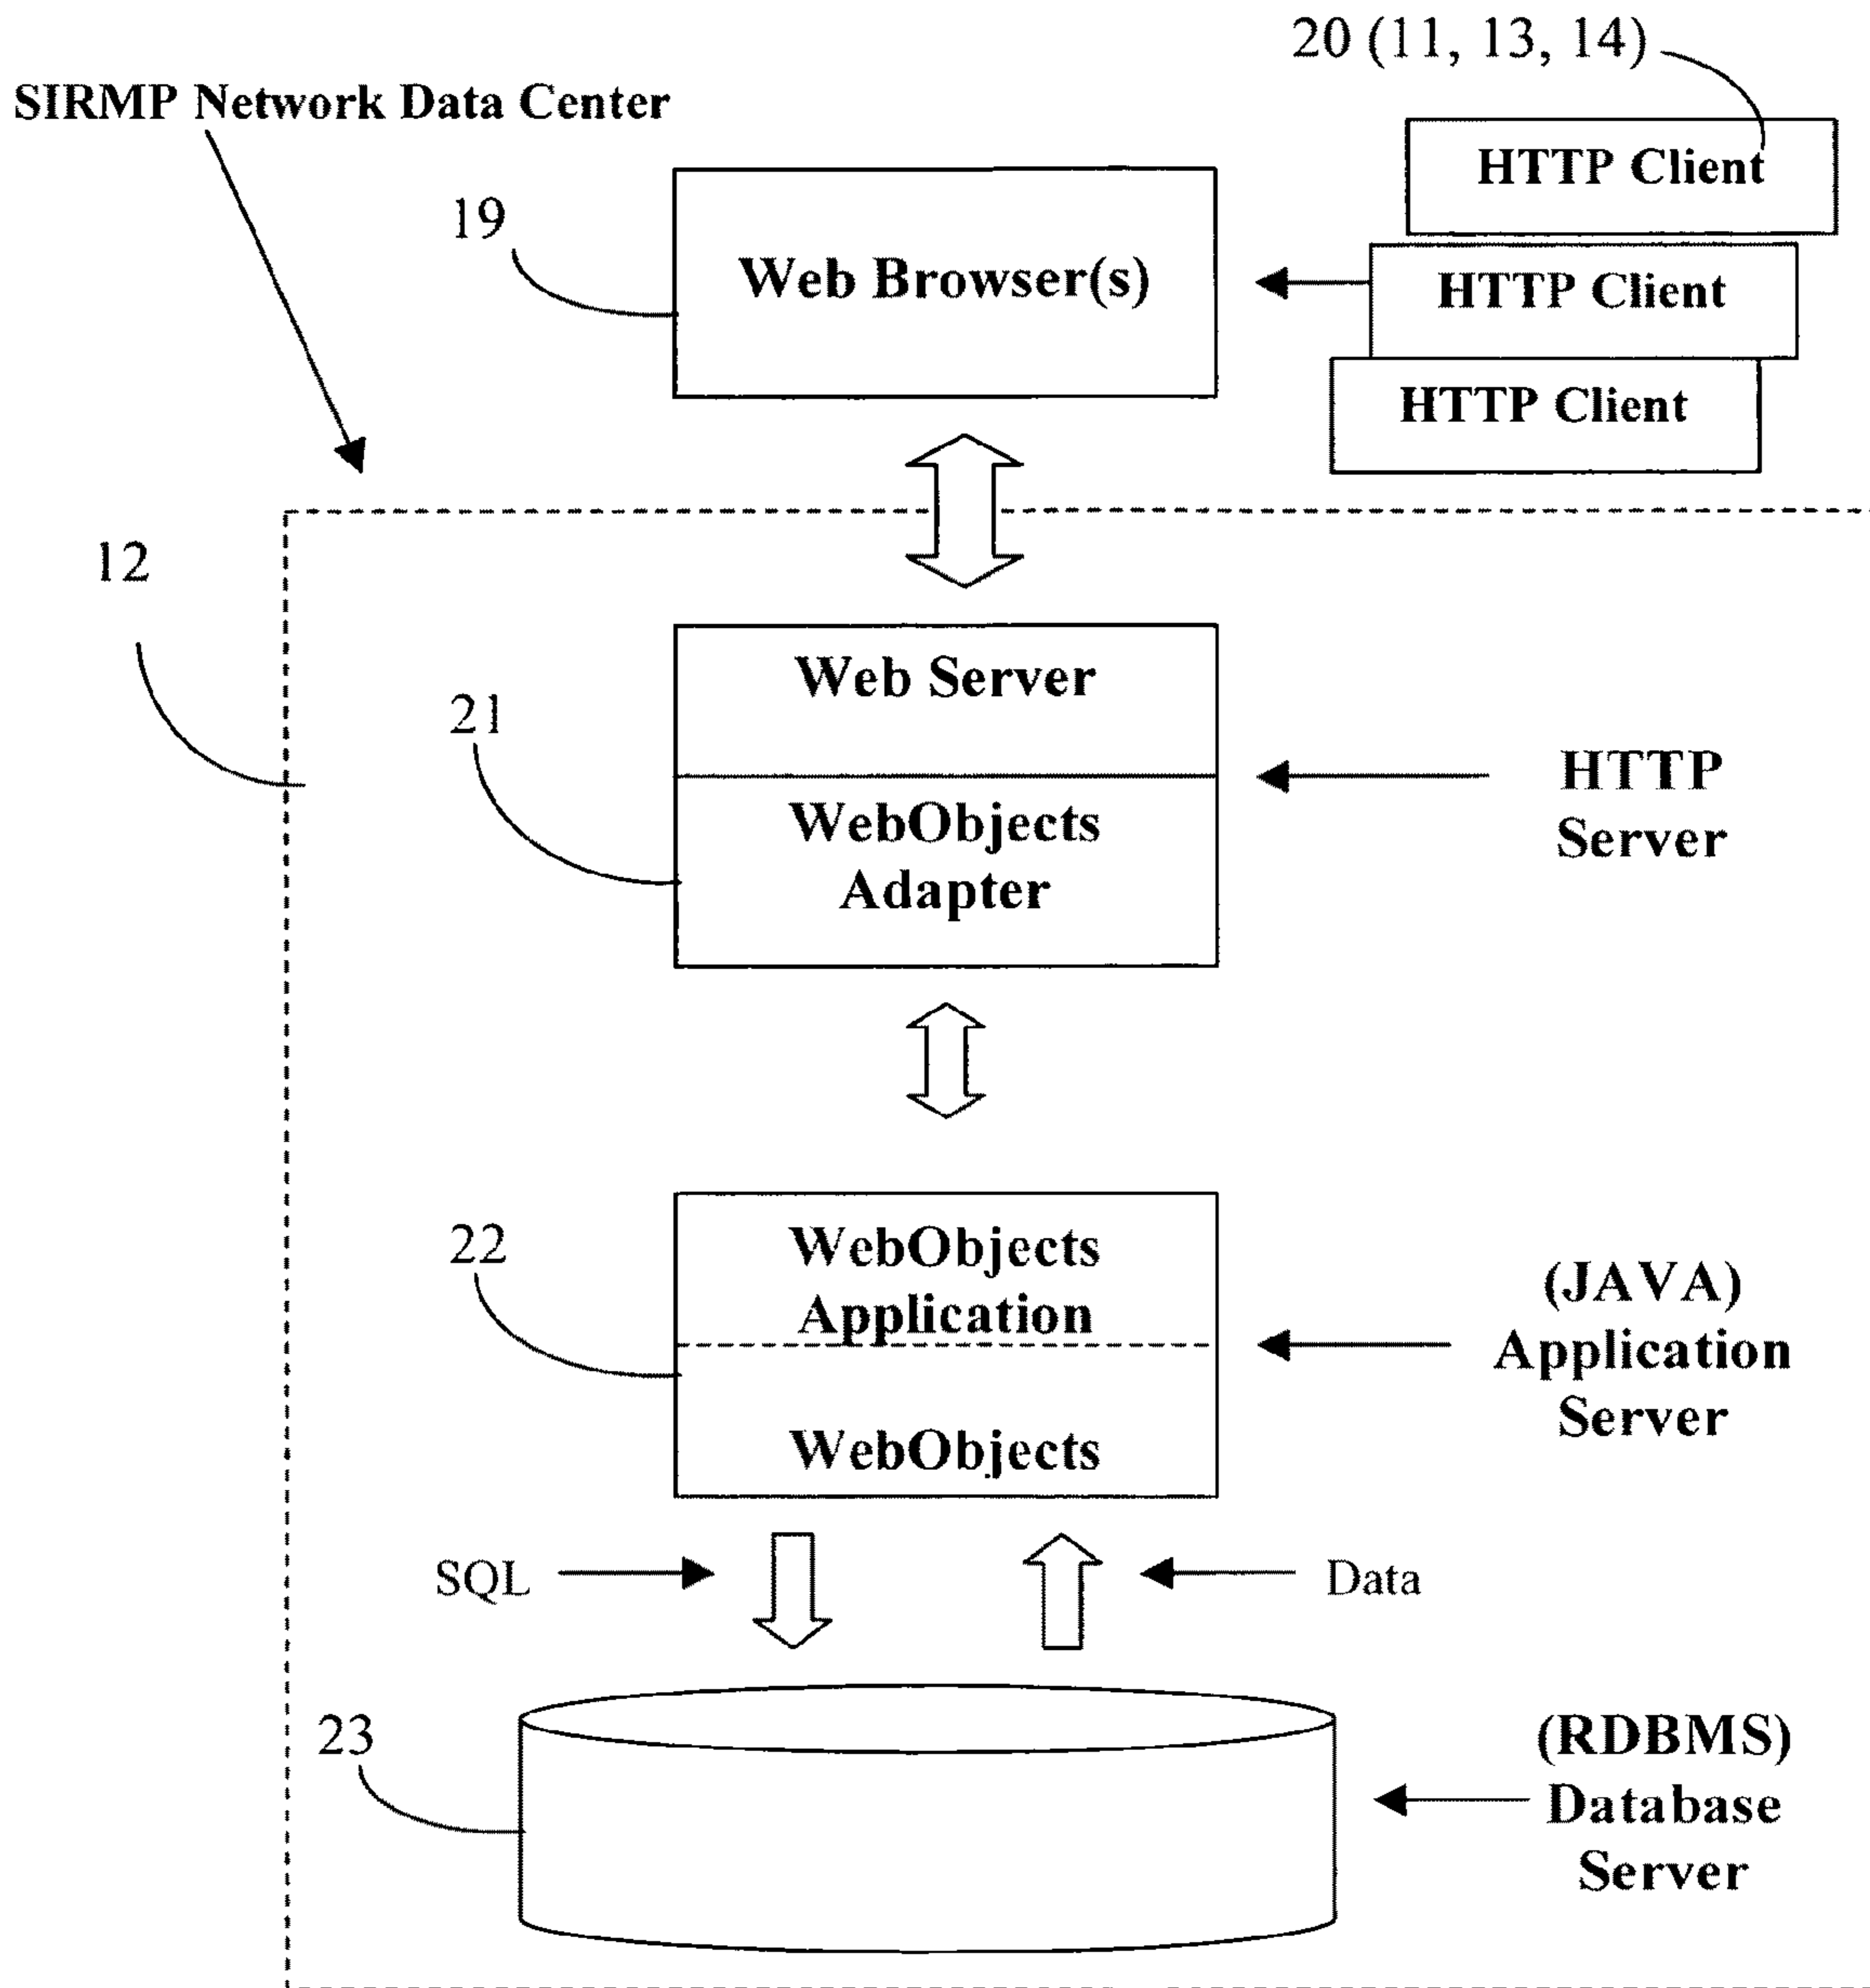 20 (11, 13, 14)
SIRMP Network Data Center
HTTP Client
19
Web Browser(s)
HTTP Client
HTTP Client
12
Web Server
21
HTTP
Server
WebObjects
Adapter
22
WebObjects
Application
(JAVA)
Application
Server
WebObjects
SQL
Data
23
(RDBMS)
Database
Server